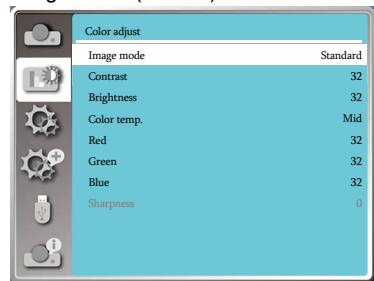 Color adjust
Image mode Standard
Contrast 32
Brightness 32
Color temp. Mid
Red 32
Green 32
Blue 32
Sharpness 0